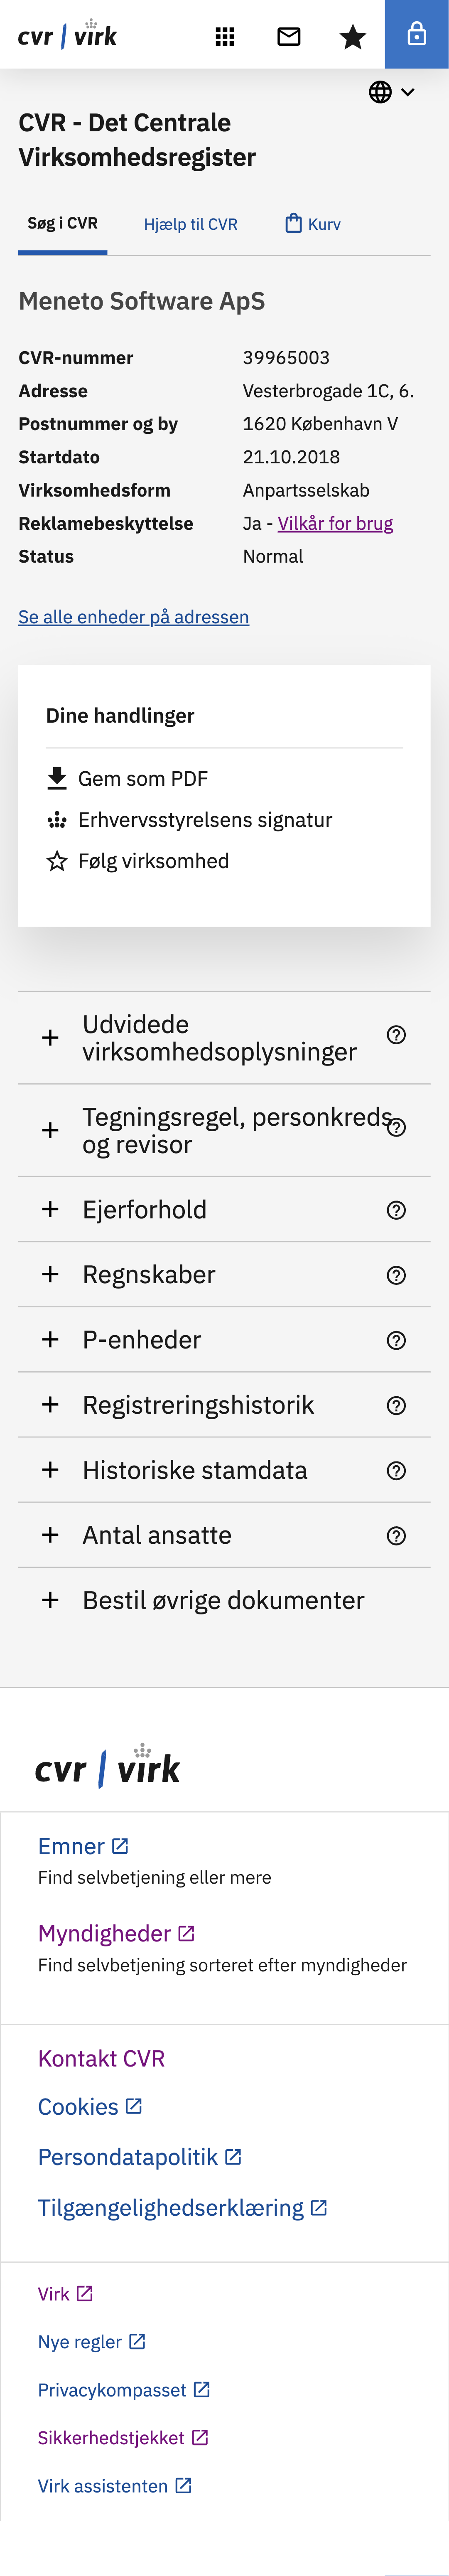 cvr | virk
CVR - Det Centrale
Virksomhedsregister
Søg i CVR
Hjælp til CVR
Kurv
Meneto Software ApS
CVR-nummer 39965003
Adresse Vesterbrogade 1C, 6.
Postnummer og by 1620 København V
Startdato 21.10.2018
Virksomhedsform Anpartsselskab
Reklamebeskyttelse Ja - Vilkår for brug
Status Normal
Se alle enheder på adressen
Dine handlinger
Gem som PDF
Erhvervsstyrelsens signatur
Følg virksomhed
Udvidede
virksomhedsoplysninger
Tegningsregel, personkreds
og revisor
Ejerforhold
Regnskaber
P-enheder
Registreringshistorik
Historiske stamdata
Antal ansatte
Bestil øvrige dokumenter
cvr | virk
Emner
Find selvbetjening eller mere
Myndigheder
Find selvbetjening sorteret efter myndigheder
Kontakt CVR
Cookies
Persondatapolitik
Tilgængelighedserklæring
Virk
Nye regler
Privacykompasset
Sikkerhedstjekket
Virk assistenten